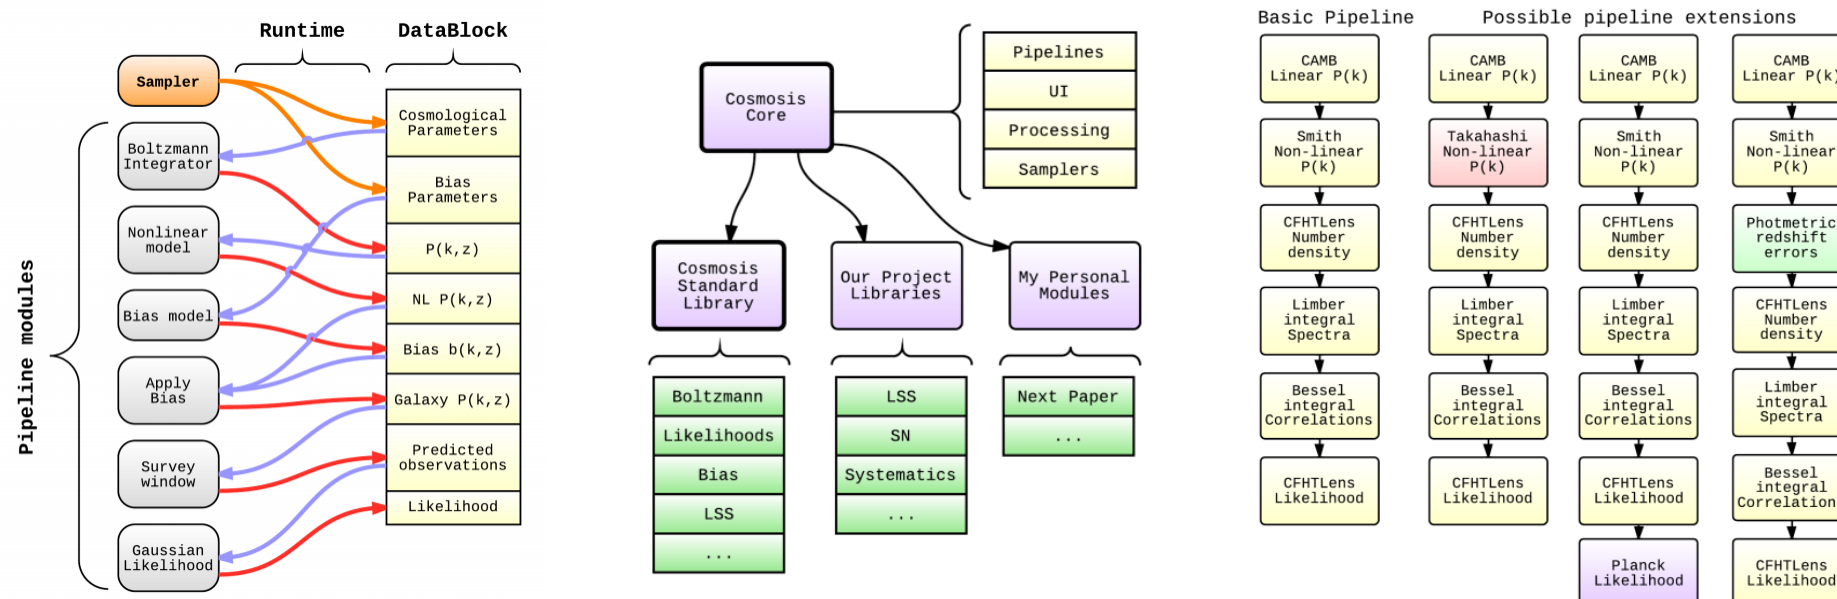 Runtime
DataBlock
Sampler
Pipeline modules
Boltzmann
Integrator
Nonlinear
model
Bias model
Apply
Bias
Survey
window
Gaussian
Likelihood
Cosmological
Parameters
Bias
Parameters
P(k,z)
NL P(k,z)
Bias b(k,z)
Galaxy P(k,z)
Predicted
observations
Likelihood
Cosmosis
Core
Pipelines
UI
Processing
Samplers
Cosmosis
Standard
Library
Our Project
Libraries
My Personal
Modules
Boltzmann
Likelihoods
Bias
LSS
...
LSS
SN
Systematics
...
Next Paper
...
Basic Pipeline
Possible pipeline extensions
CAMB
Linear P(k)
Smith
Non-linear
P(k)
CFHTLens
Number
density
Limber
integral
Spectra
Bessel
integral
Correlations
CFHTLens
Likelihood
CAMB
Linear P(k)
Takahashi
Non-linear
P(k)
CFHTLens
Number
density
Limber
integral
Spectra
Bessel
integral
Correlations
CFHTLens
Likelihood
CAMB
Linear P(k)
Smith
Non-linear
P(k)
CFHTLens
Number
density
Limber
integral
Spectra
Bessel
integral
Correlations
CFHTLens
Likelihood
Planck
Likelihood
CAMB
Linear P(k)
Smith
Non-linear
P(k)
Photmetric
redshift
errors
CFHTLens
Number
density
Limber
integral
Spectra
Bessel
integral
Correlation
CFHTLens
Likelihood